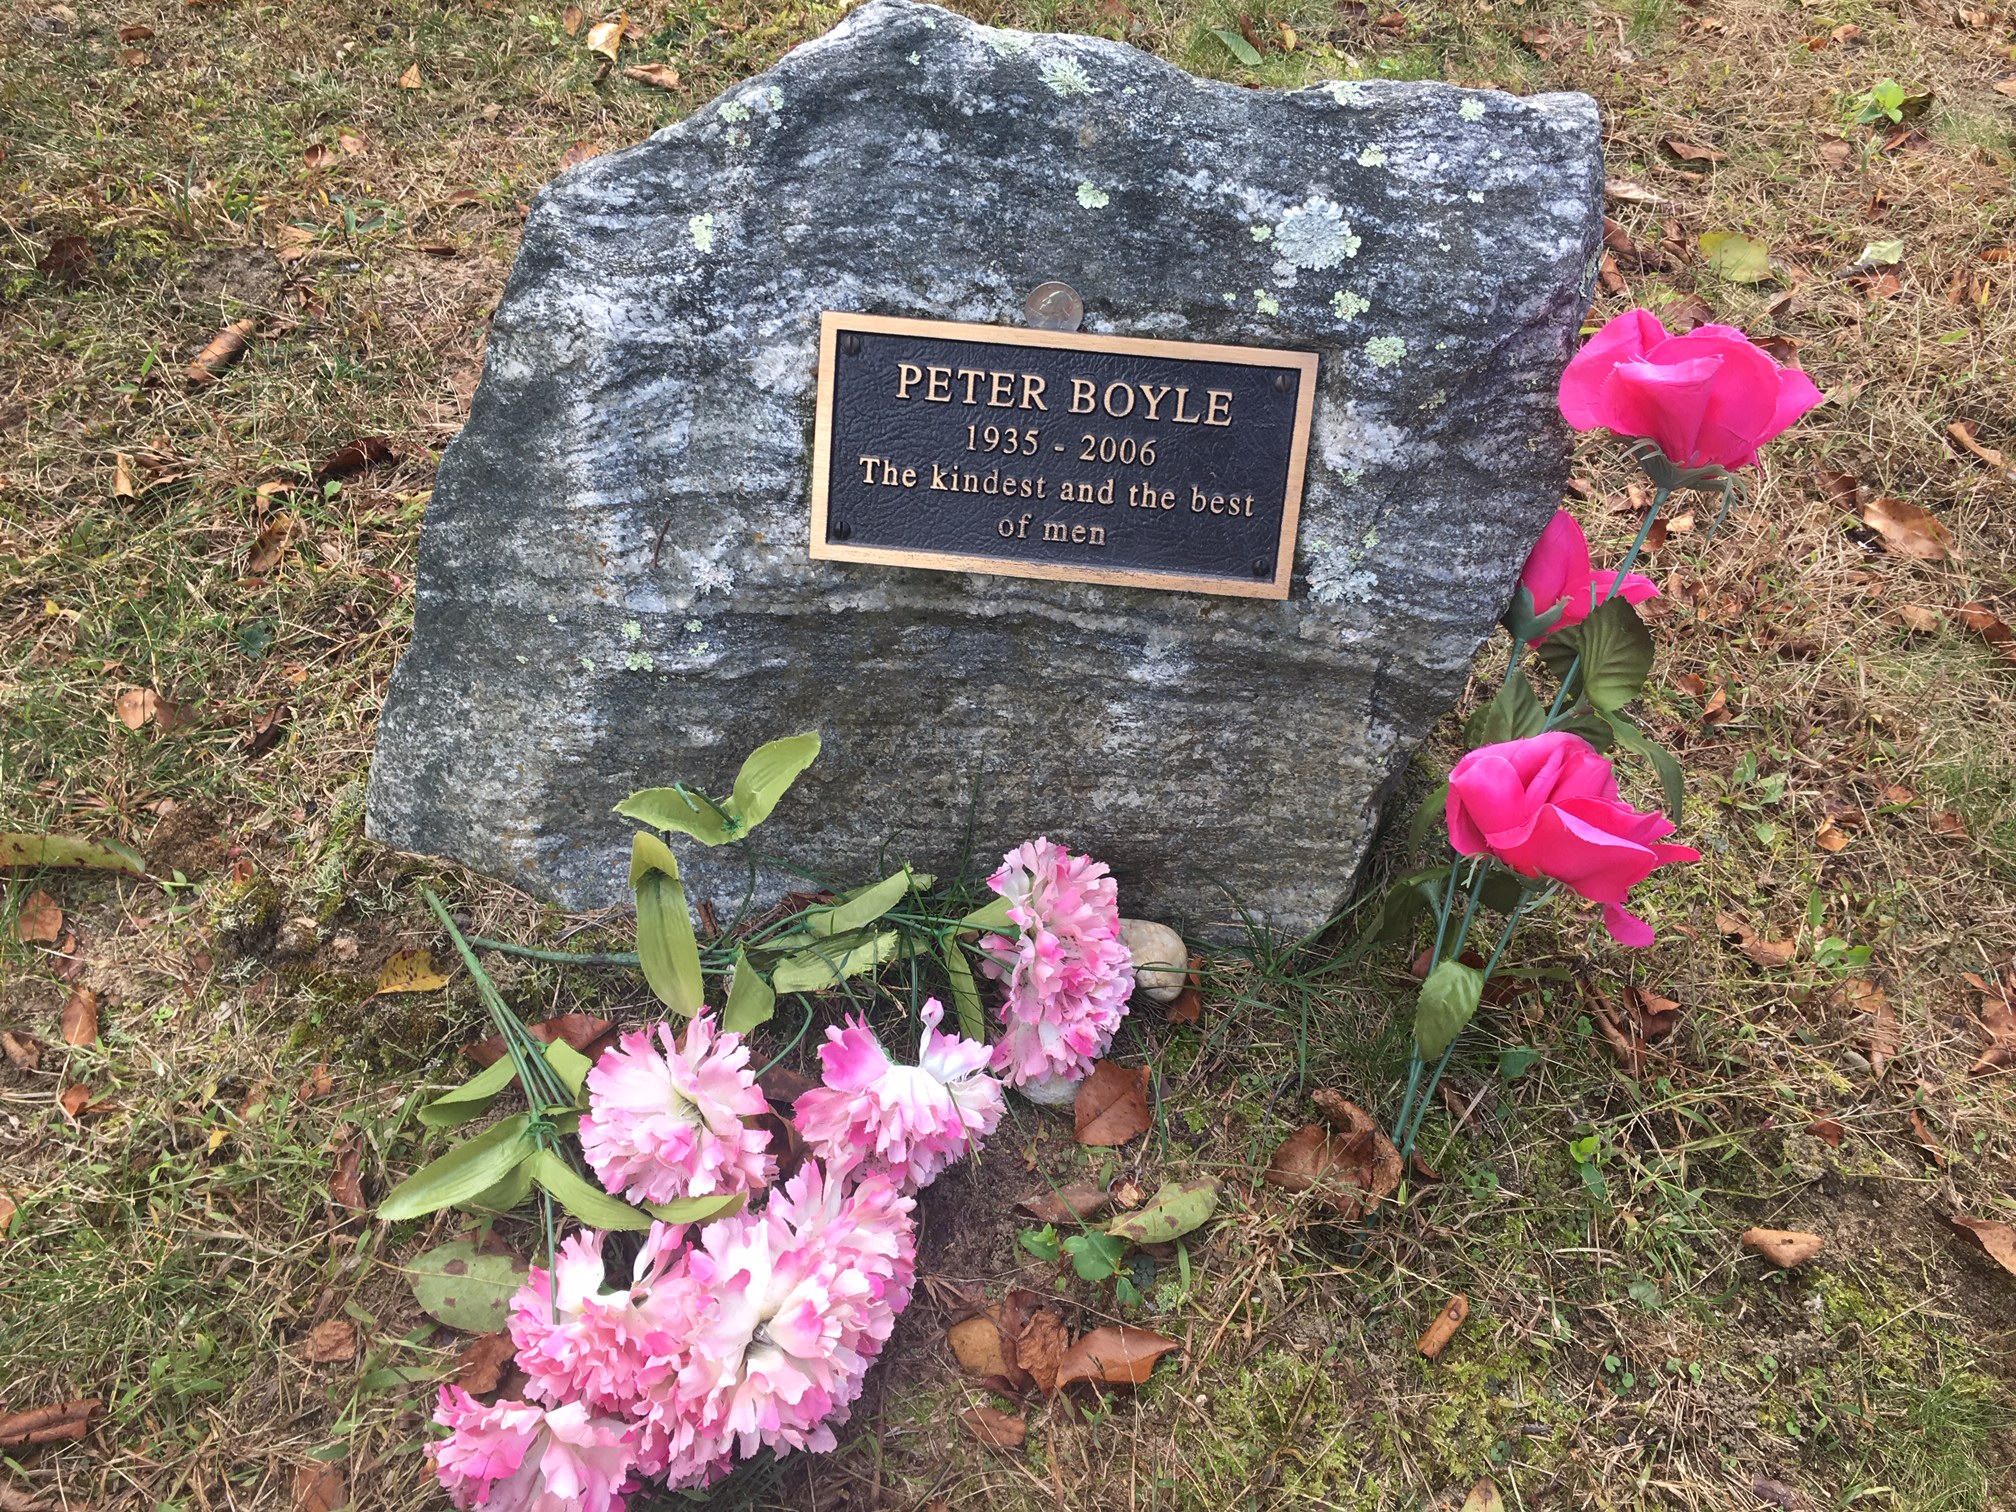 PETER BOYLE
1935 - 2006
The kindest and the best
of men